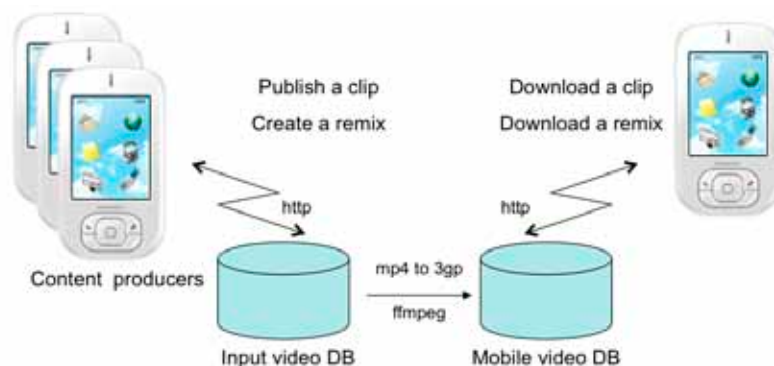 Publish a clip
Create a remix
Download a clip
Download a remix
http
http
Content producers
mp4 to 3gp
ffmpeg
Input video DB
Mobile video DB